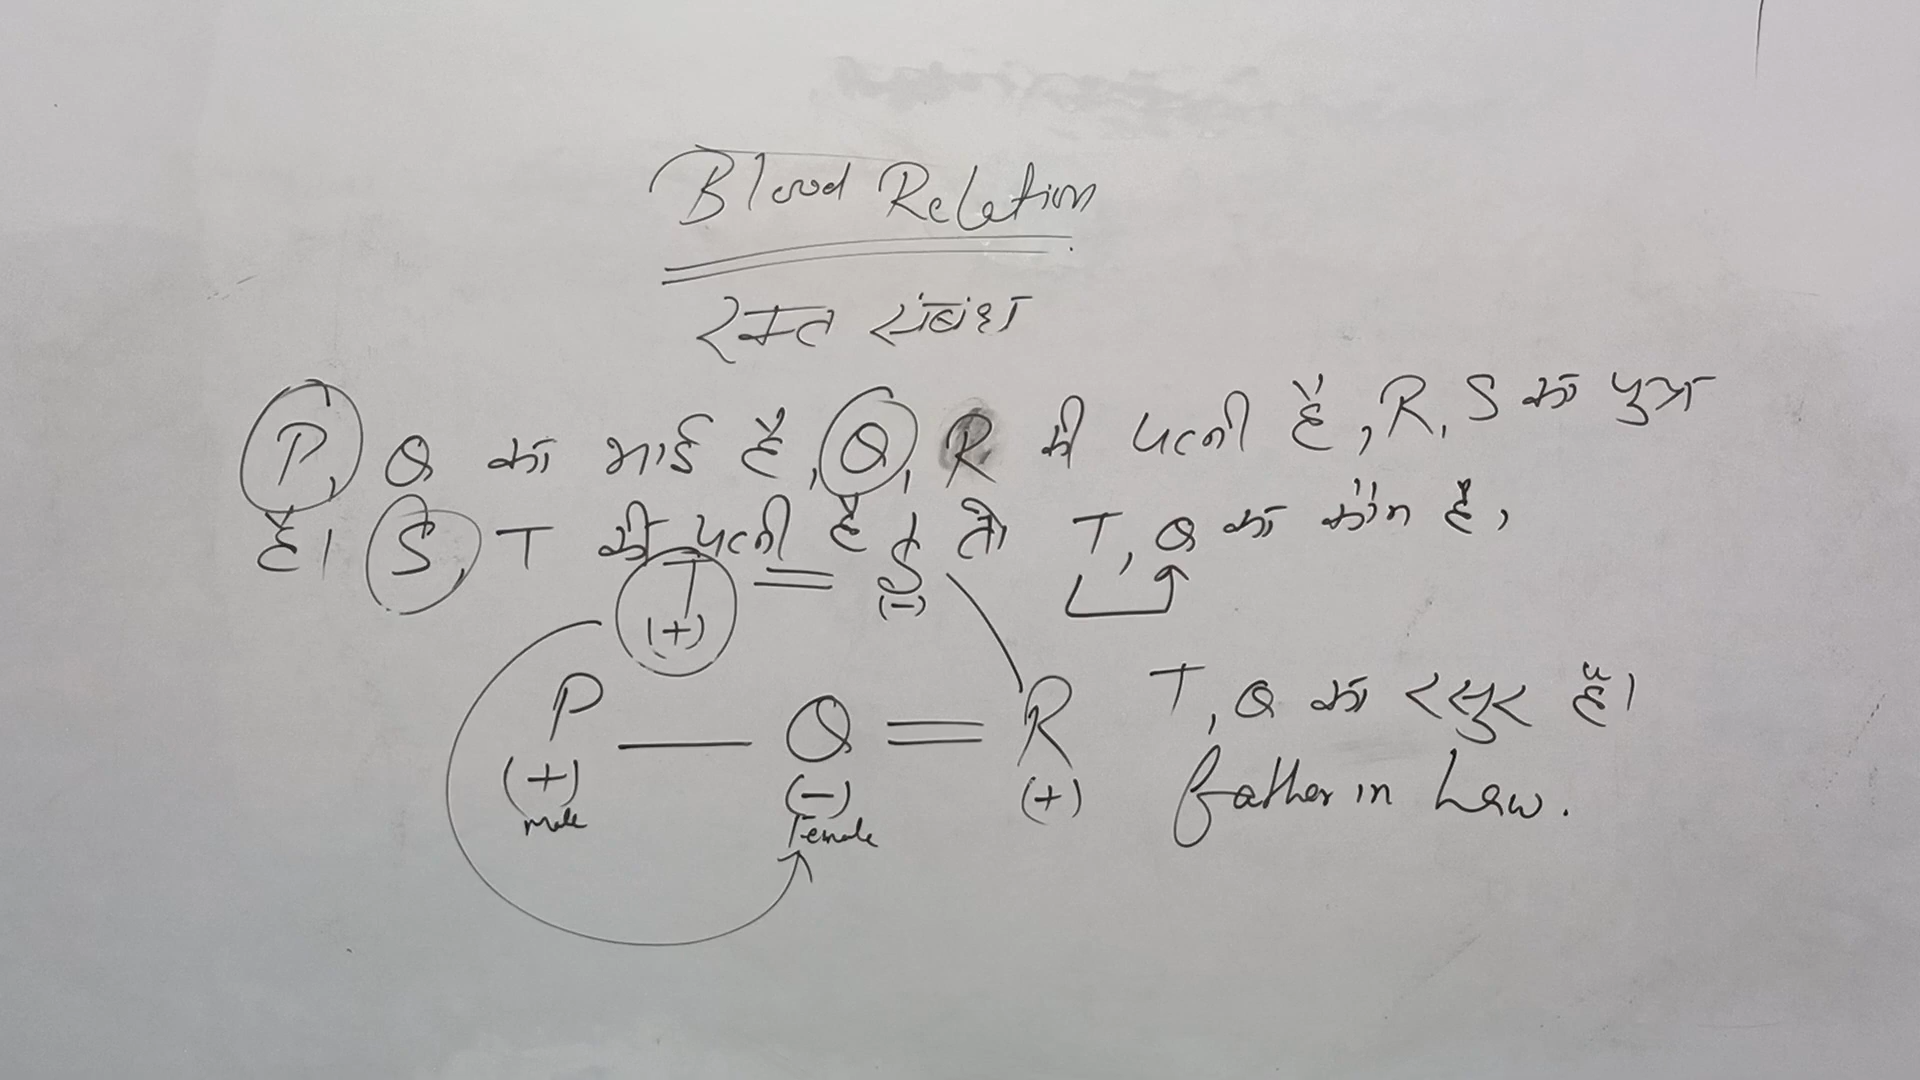 Blood Relation
रक्त संबंध
P, Q का भाई है, Q, R की पत्नी है, R, S का पुत्र
है। S, T की पत्नी है तो T, Q का कौन है,
T = S
(+) (-)
P — Q = R
(+) (-) (+)
male Female
T, Q का ससुर है।
father in Law.